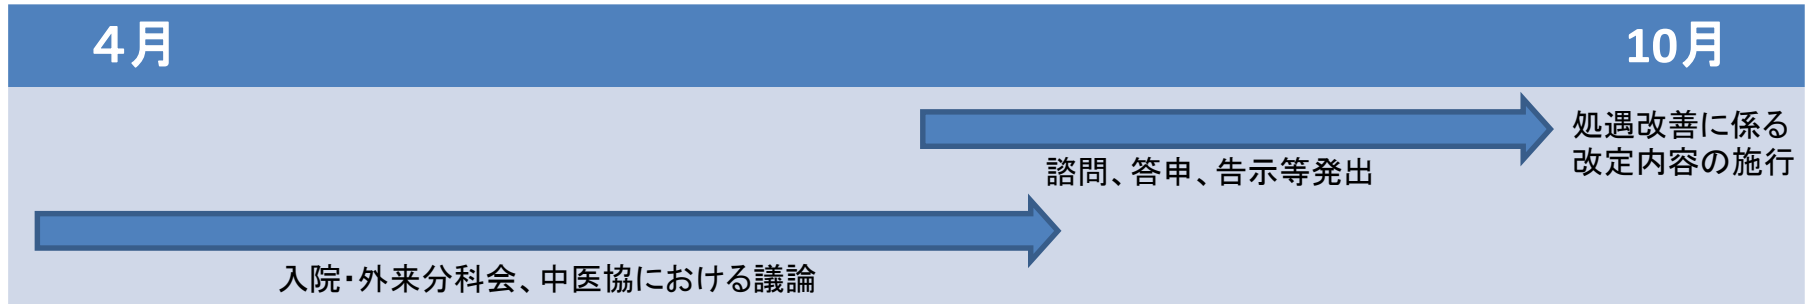 4月
10月
処遇改善に係る
改定内容の施行
諮問、答申、告示等発出
入院・外来分科会、中医協における議論